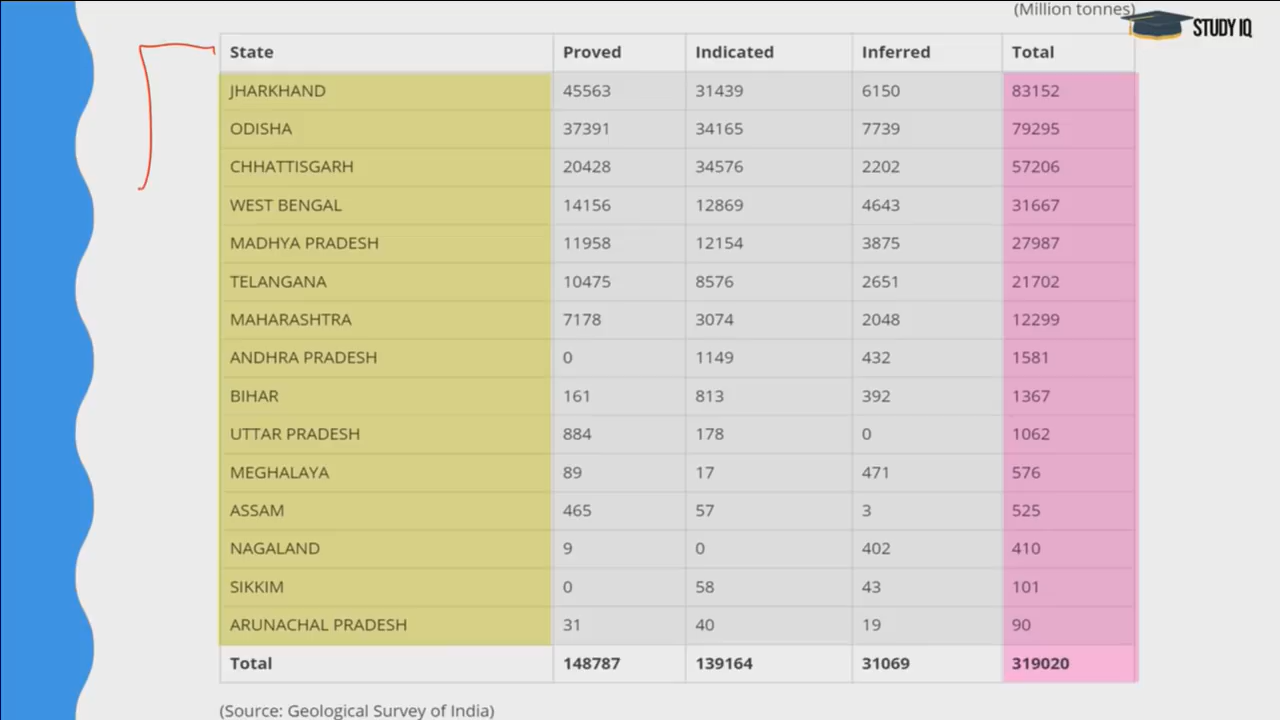 (Million tonnes)
STUDY IQ
State Proved Indicated Inferred Total
JHARKHAND 45563 31439 6150 83152
ODISHA 37391 34165 7739 79295
CHHATTISGARH 20428 34576 2202 57206
WEST BENGAL 14156 12869 4643 31667
MADHYA PRADESH 11958 12154 3875 27987
TELANGANA 10475 8576 2651 21702
MAHARASHTRA 7178 3074 2048 12299
ANDHRA PRADESH 0 1149 432 1581
BIHAR 161 813 392 1367
UTTAR PRADESH 884 178 0 1062
MEGHALAYA 89 17 471 576
ASSAM 465 57 3 525
NAGALAND 9 0 402 410
SIKKIM 0 58 43 101
ARUNACHAL PRADESH 31 40 19 90
Total 148787 139164 31069 319020
(Source: Geological Survey of India)